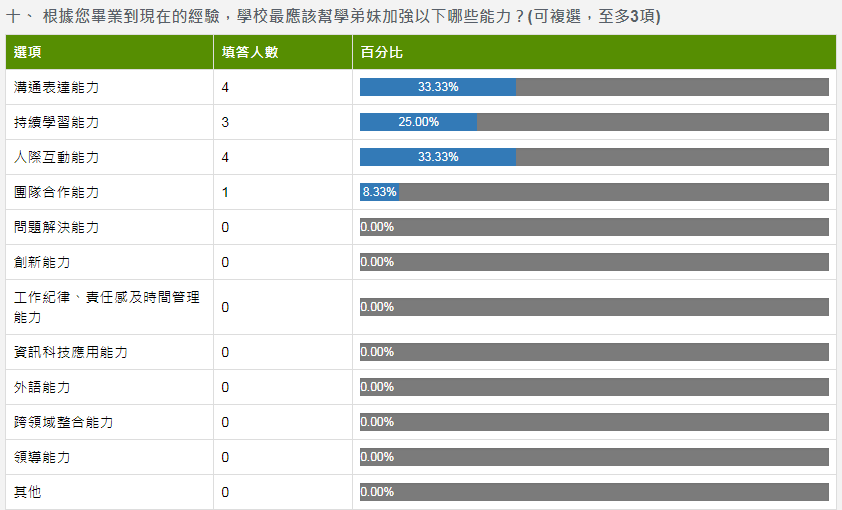 十、 根據您畢業到現在的經驗，學校最應該幫學弟妹加強以下哪些能力？(可複選，至多3項)
選項 填答人數 百分比
溝通表達能力 4 33.33%
持續學習能力 3 25.00%
人際互動能力 4 33.33%
團隊合作能力 1 8.33%
問題解決能力 0 0.00%
創新能力 0 0.00%
工作紀律、責任感及時間管理
能力 0 0.00%
資訊科技應用能力 0 0.00%
外語能力 0 0.00%
跨領域整合能力 0 0.00%
領導能力 0 0.00%
其他 0 0.00%